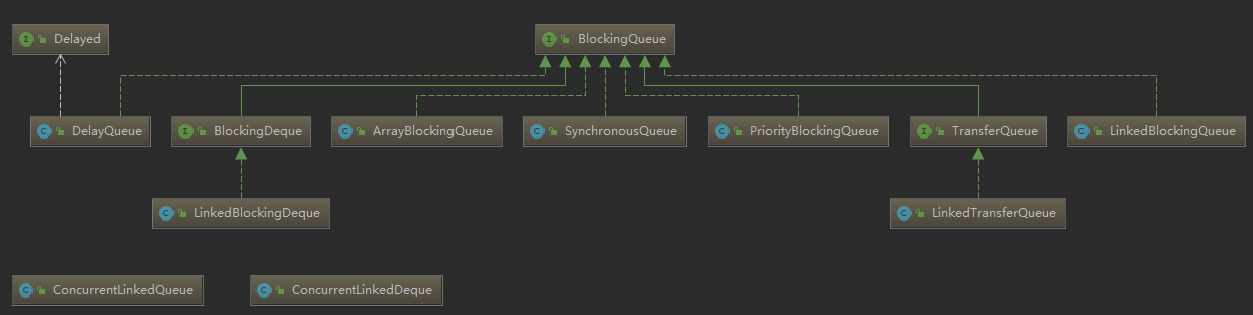 Delayed
BlockingQueue
DelayQueue
BlockingDeque
ArrayBlockingQueue
SynchronousQueue
PriorityBlockingQueue
TransferQueue
LinkedBlockingQueue
LinkedBlockingDeque
LinkedTransferQueue
ConcurrentLinkedQueue
ConcurrentLinkedDeque